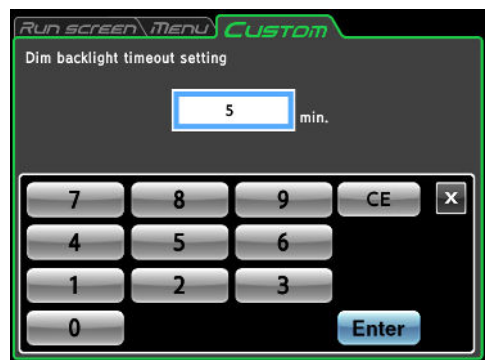 Run screen Menu Custom
Dim backlight timeout setting
5 min.
7 8 9 CE X
4 5 6
1 2 3
0 Enter